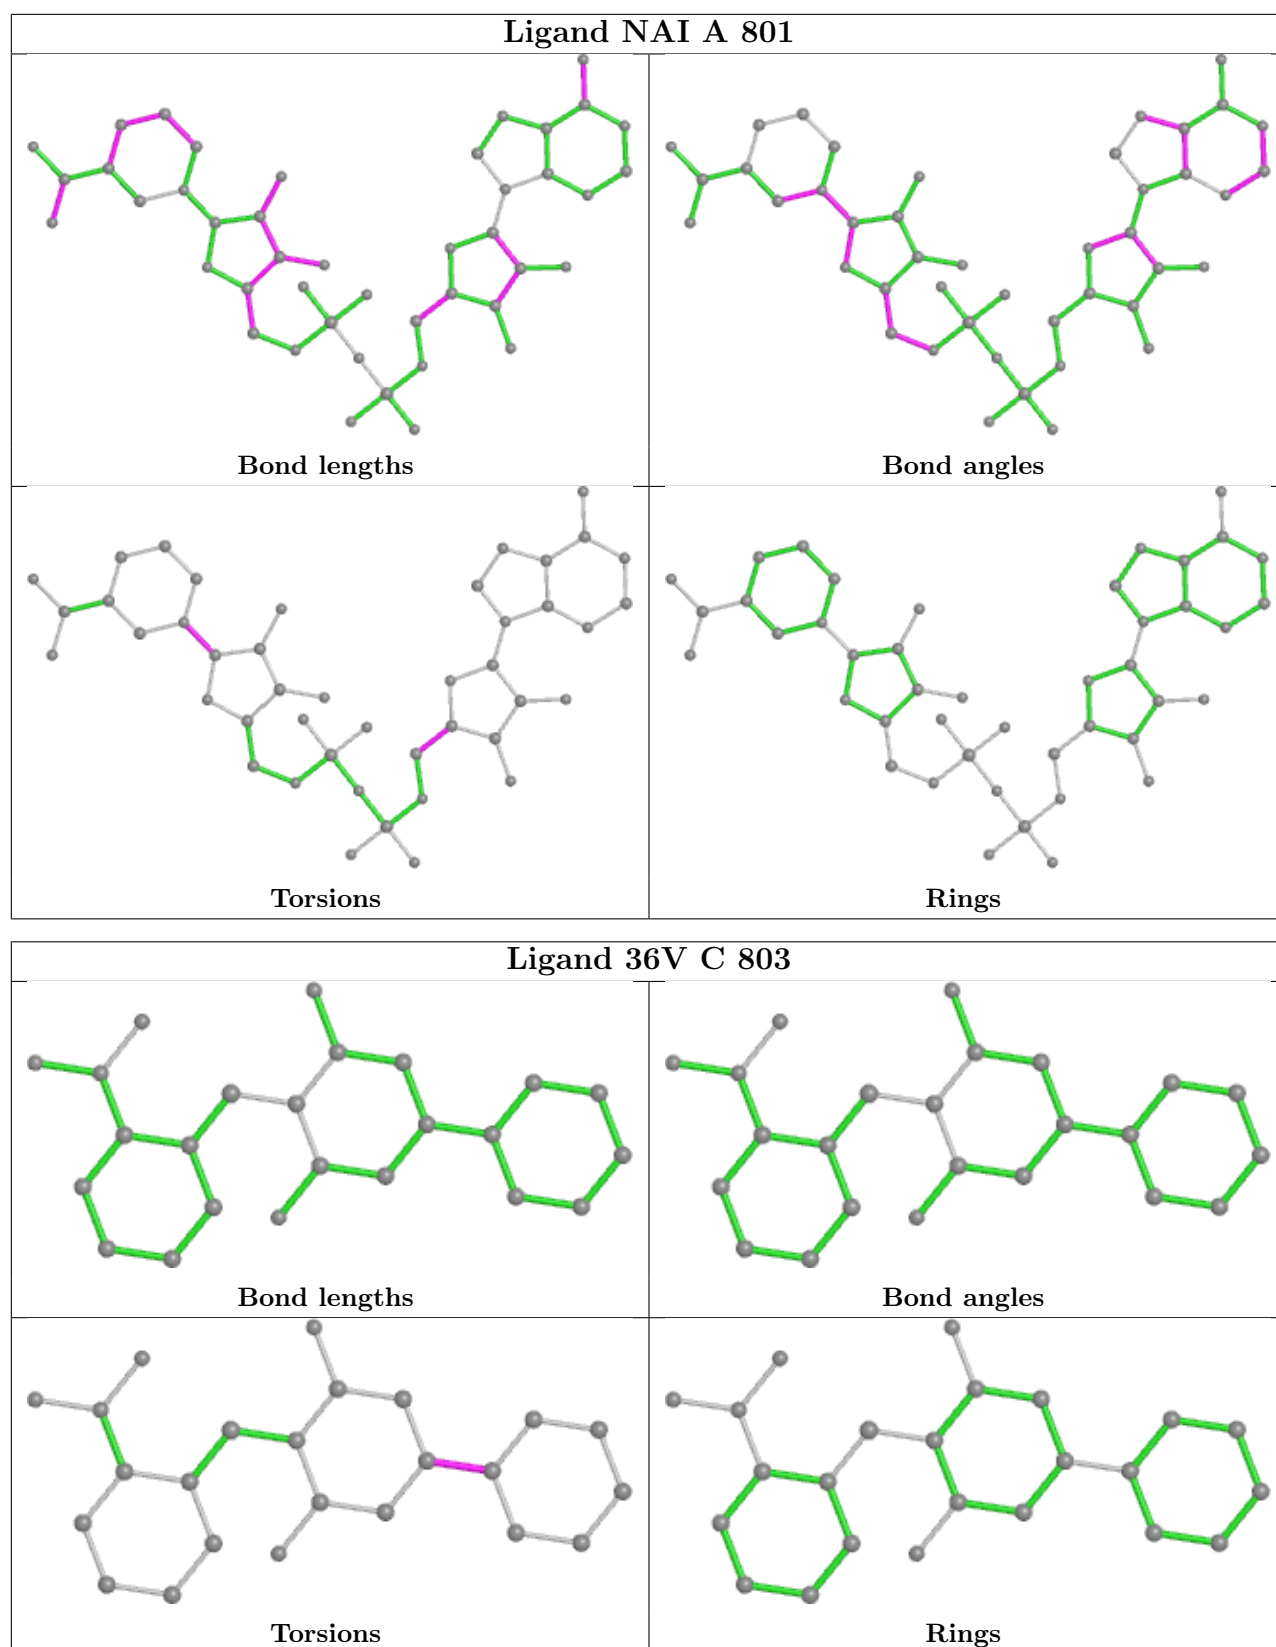 Ligand NAI A 801
Bond lengths
Bond angles
Torsions
Rings
Ligand 36V C 803
Bond lengths
Bond angles
Torsions
Rings